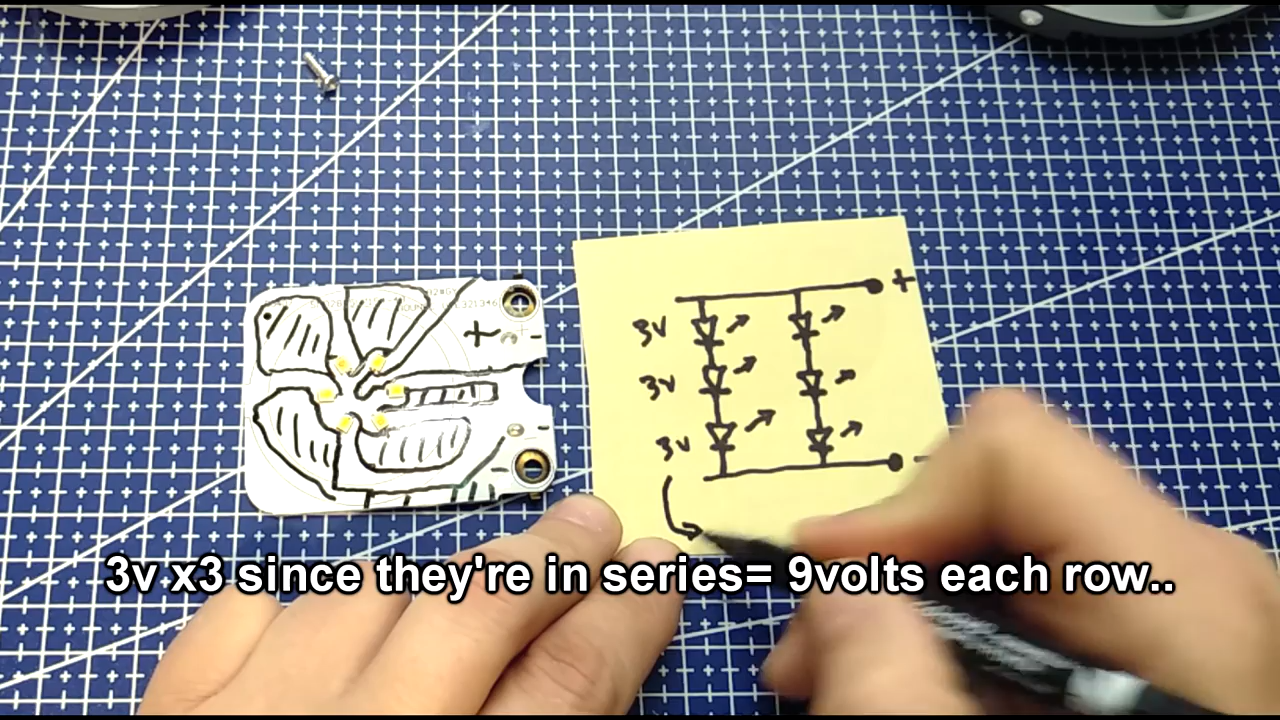 +
3v
3v
3v
-
+ -
-
3v x3 since they're in series= 9volts each row..